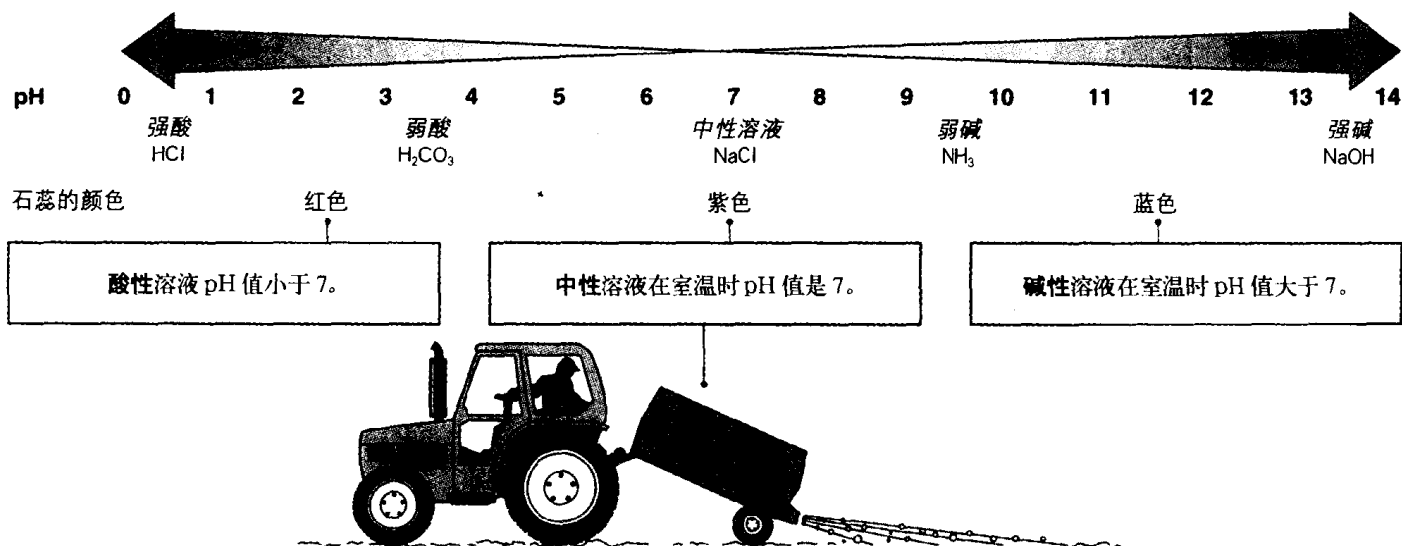 pH 0 1 2 3 4 5 6 7 8 9 10 11 12 13 14
强酸 弱酸 中性溶液 弱碱 强碱
HCl H₂CO₃ NaCl NH₃ NaOH
石蕊的颜色 红色 紫色 蓝色
酸性溶液 pH 值小于 7。 中性溶液在室温时 pH 值是 7。 碱性溶液在室温时 pH 值大于 7。